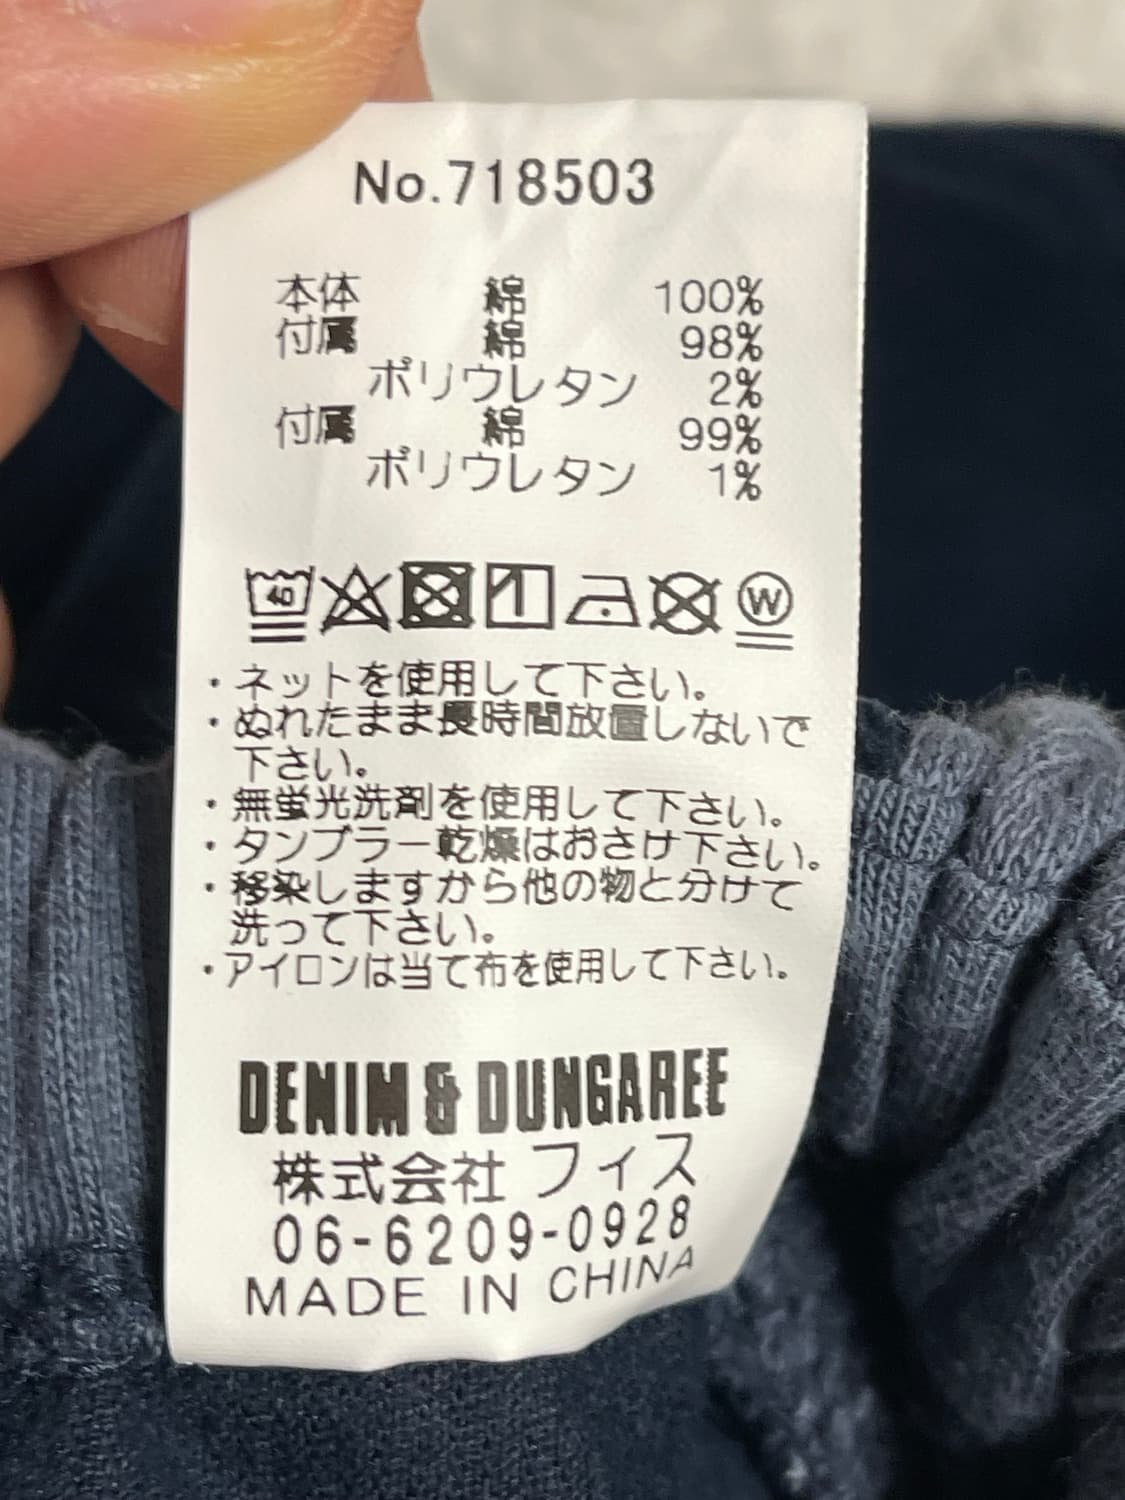 No.718503
本体 綿 100%
付属 綿 98%
ポリウレタン 2%
付属 綿 99%
ポリウレタン 1%
40 W
・ネットを使用して下さい。
・ぬれたまま長時間放置しないで
下さい。
・無蛍光洗剤を使用して下さい。
・タンブラー乾燥はおさけ下さい。
・移染しますから他の物と分けて
洗って下さい。
・アイロンは当て布を使用して下さい。
DENIM & DUNGAREE
株式会社 フィス
06-6209-0928
MADE IN CHINA